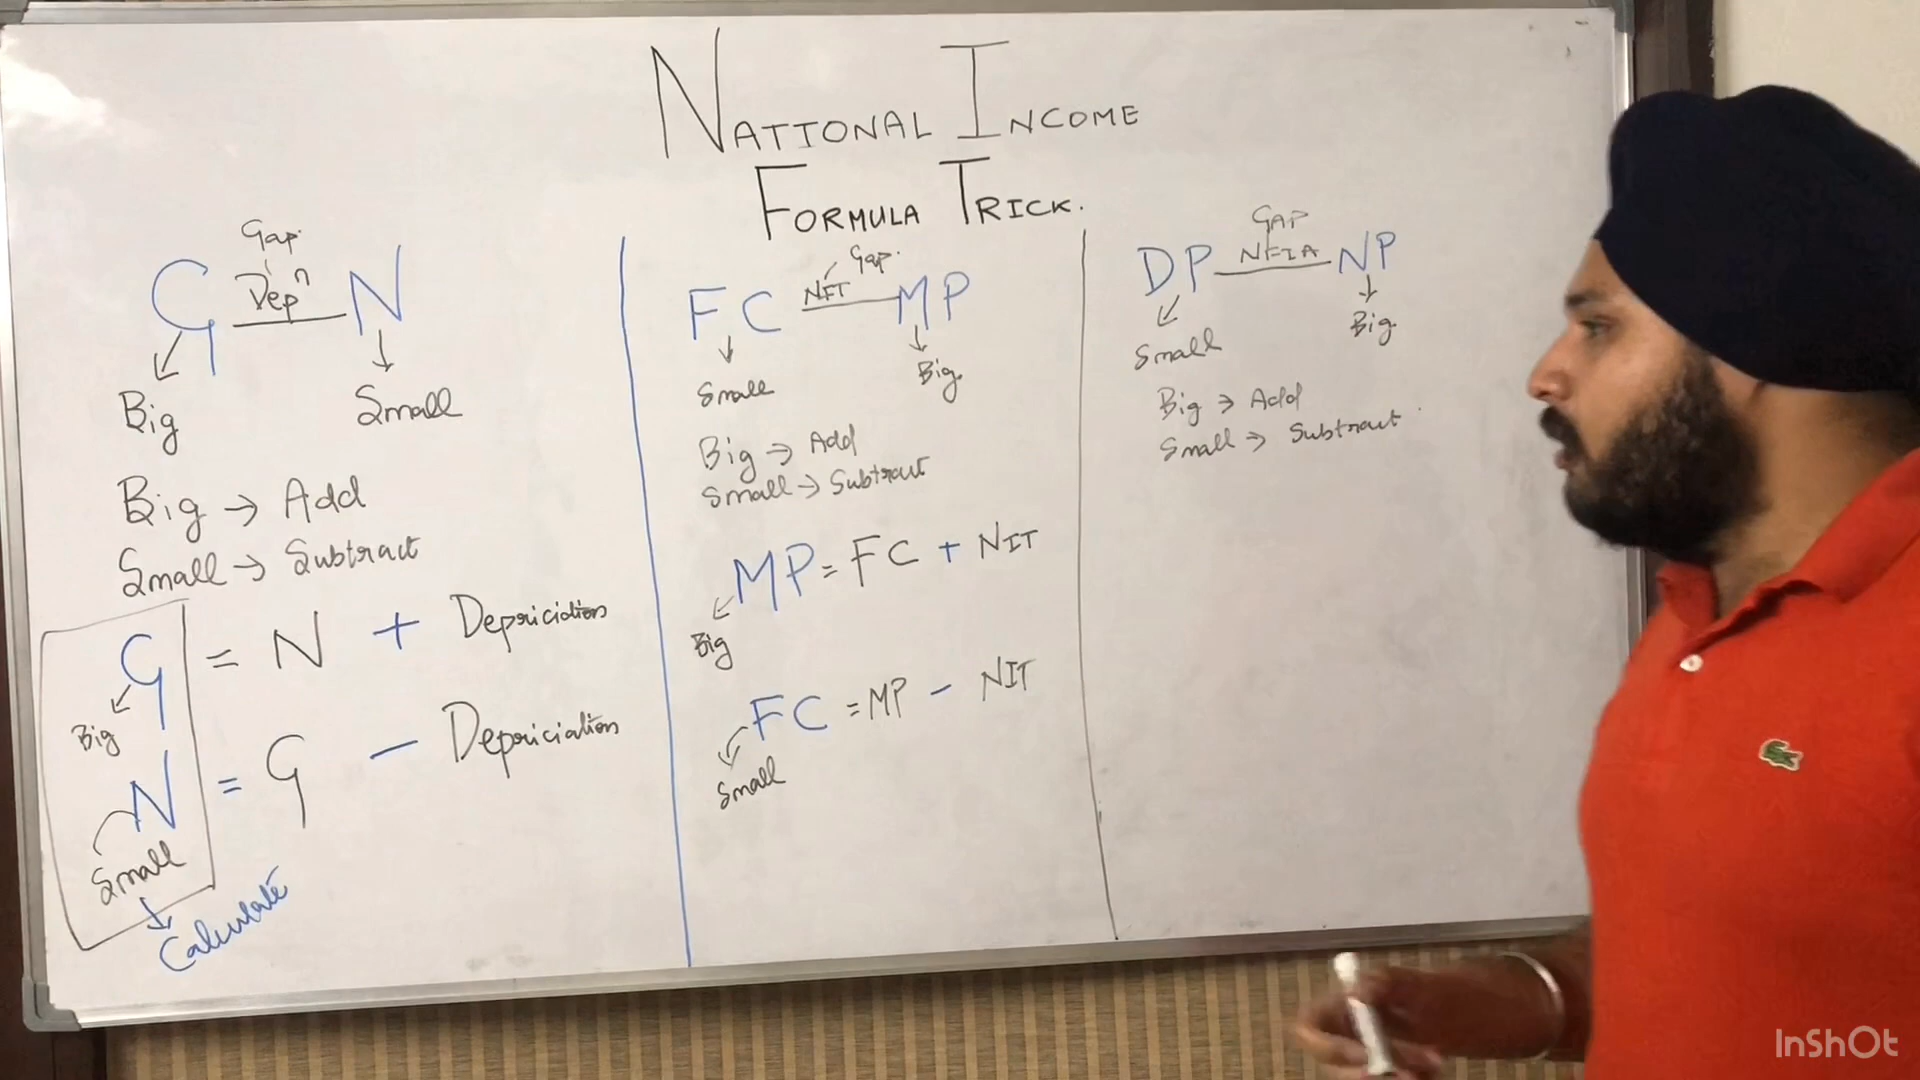 NATIONAL INCOME
FORMULA TRICK.
Gap.
G Depⁿ N
Big Small
Big → Add
Small → Subtract
G = N + Depriciation
Big
N = G - Depriciation
Small
Calculate
Gap.
FC NIT MP
Small Big
Big → Add
Small → Subtract
MP = FC + NIT
Big
FC = MP - NIT
Small
GAP
DP NFIA NP
Small Big
Big → Add
Small → Subtract
InShOt